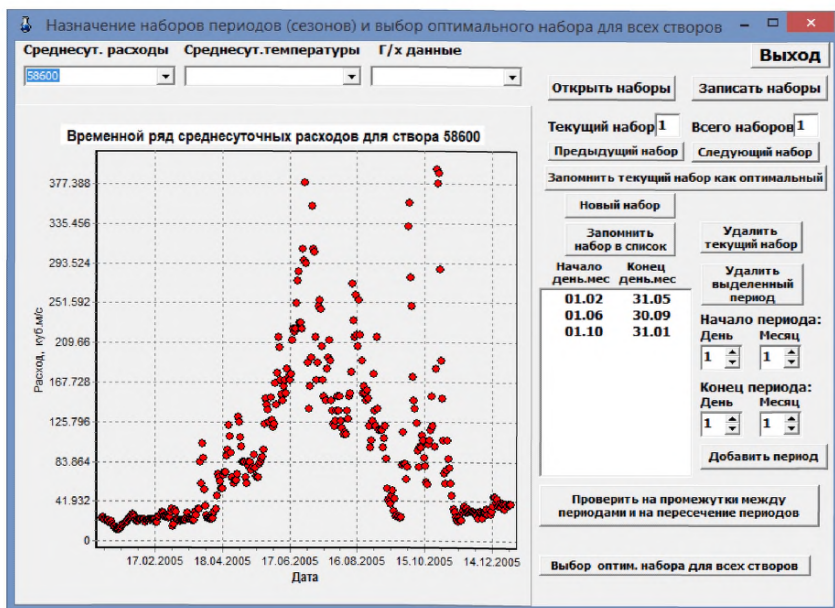 Назначение наборов периодов (сезонов) и выбор оптимального набора для всех створов
Среднесут. расходы Среднесут.температуры Г/х данные
Выход
58600
Открыть наборы Записать наборы
Текущий набор 1 Всего наборов 1
Предыдущий набор Следующий набор
Запомнить текущий набор как оптимальный
Новый набор
Запомнить
набор в список
Удалить
текущий набор
Начало
день.мес
Конец
день.мес
01.02 31.05
01.06 30.09
01.10 31.01
Удалить
выделенный
период
Начало периода:
День Месяц
1 1
Конец периода:
День Месяц
1 1
Добавить период
Проверить на промежутки между
периодами и на пересечение периодов
Выбор оптим. набора для всех створов
Временной ряд среднесуточных расходов для створа 58600
Расход, куб.м/с
377.388
335.456
293.524
251.592
209.66
167.728
125.796
83.864
41.932
0
17.02.2005 18.04.2005 17.06.2005 16.08.2005 15.10.2005 14.12.2005
Дата